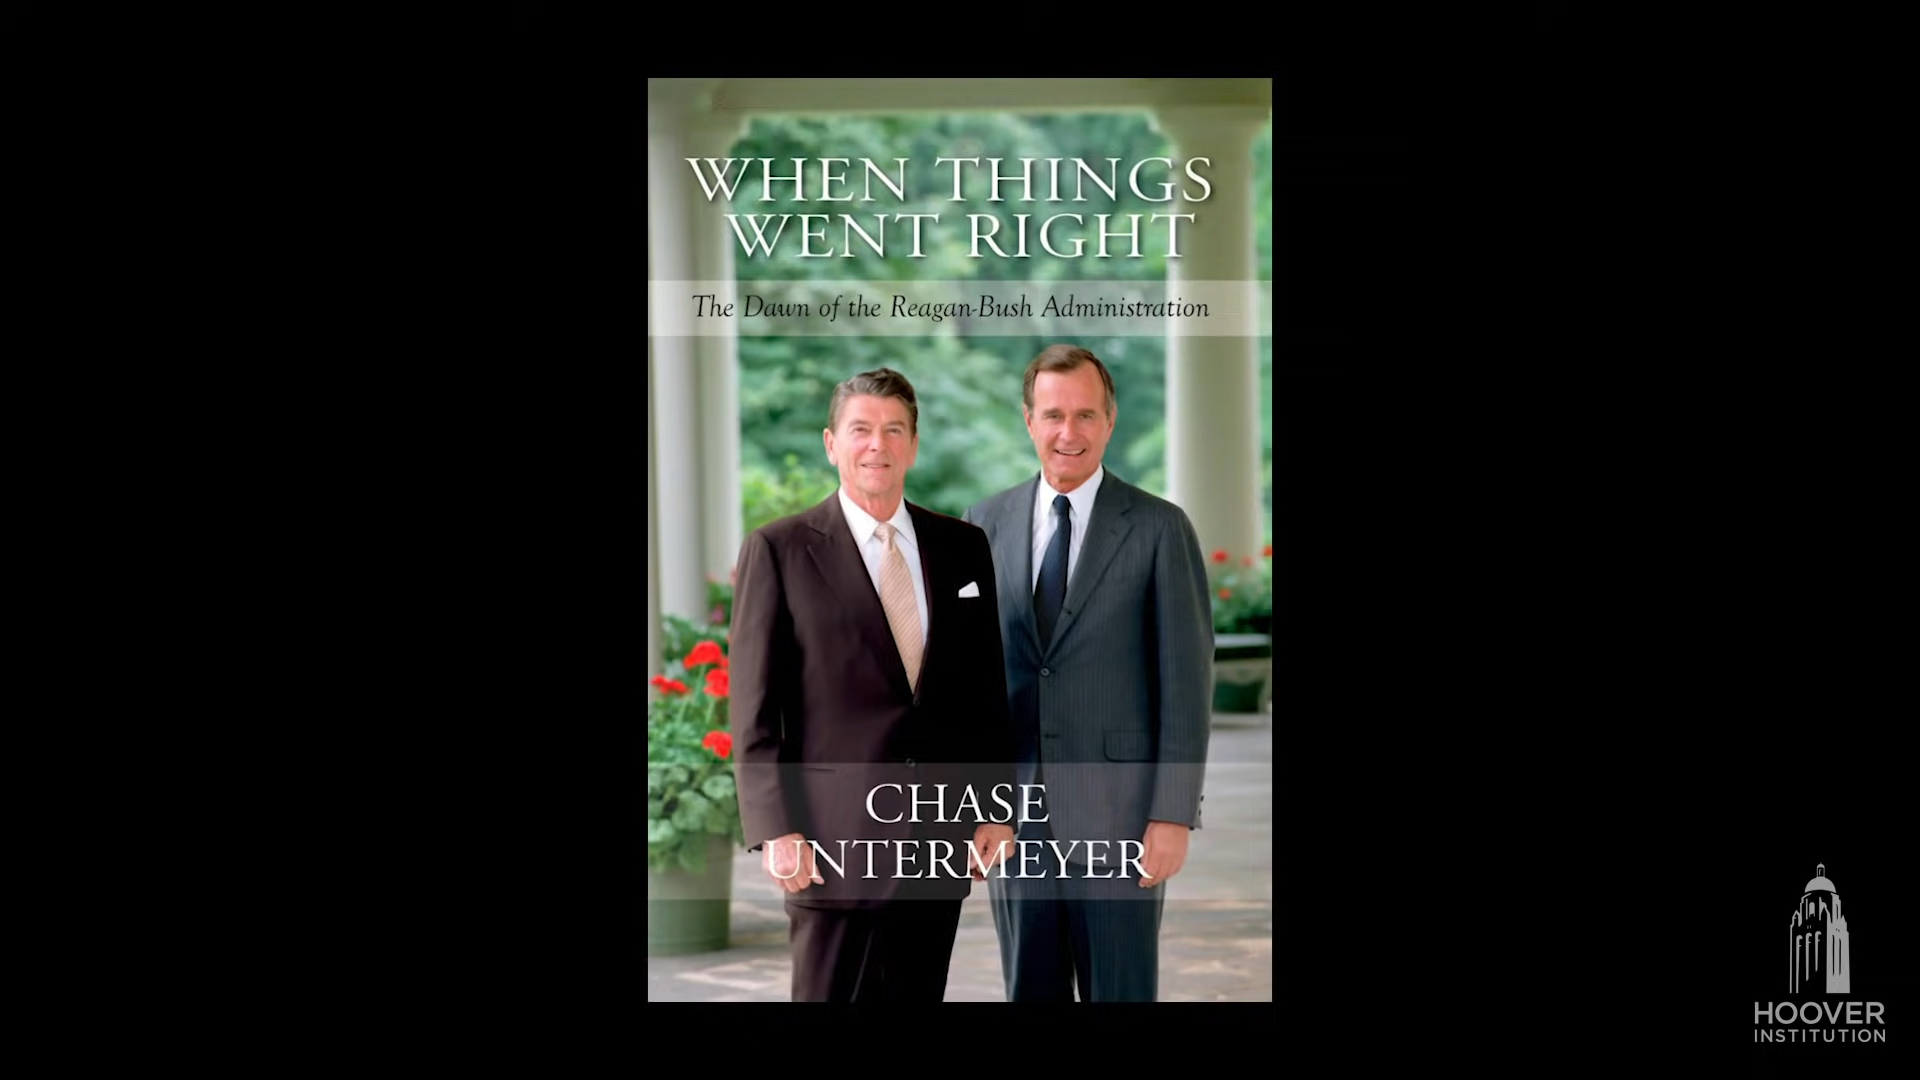 WHEN THINGS
WENT RIGHT
The Dawn of the Reagan-Bush Administration
CHASE
UNTERMEYER
HOOVER
INSTITUTION